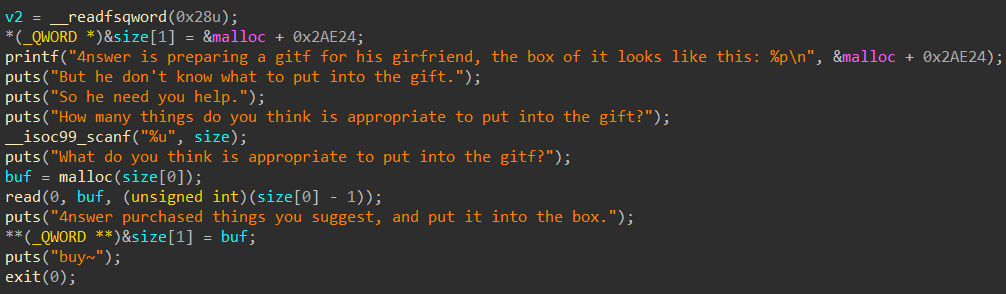 v2 = __readfsqword(0x28u);
*(_QWORD *)&size[1] = &malloc + 0x2AE24;
printf("4nswer is preparing a gitf for his girfriend, the box of it looks like this: %p\n", &malloc + 0x2AE24);
puts("But he don't know what to put into the gift.");
puts("So he need you help.");
puts("How many things do you think is appropriate to put into the gift?");
__isoc99_scanf("%u", size);
puts("What do you think is appropriate to put into the gitf?");
buf = malloc(size[0]);
read(0, buf, (unsigned int)(size[0] - 1));
puts("4nswer purchased things you suggest, and put it into the box.");
**(_QWORD **)&size[1] = buf;
puts("buy~");
exit(0);